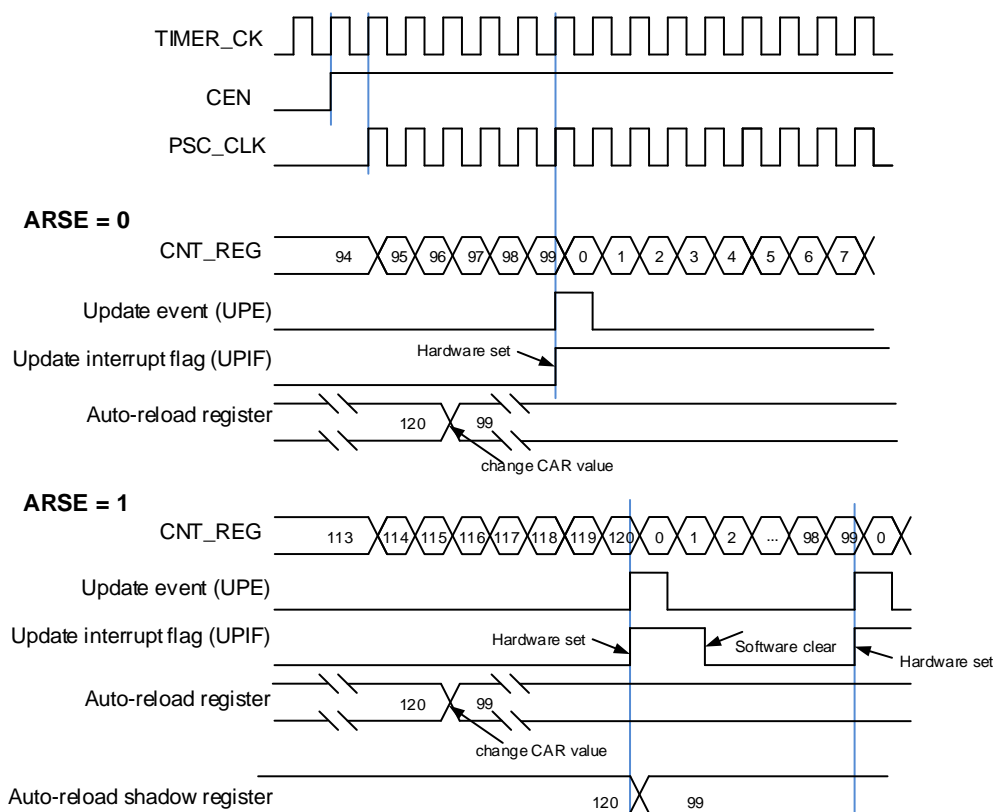 TIMER_CK
CEN
PSC_CLK
ARSE = 0
CNT_REG 94 95 96 97 98 99 0 1 2 3 4 5 6 7
Update event (UPE)
Update interrupt flag (UPIF) Hardware set
Auto-reload register 120 99
change CAR value
ARSE = 1
CNT_REG 113 114 115 116 117 118 119 120 0 1 2 ... 98 99 0
Update event (UPE)
Update interrupt flag (UPIF) Hardware set Software clear Hardware set
Auto-reload register 120 99
change CAR value
Auto-reload shadow register 120 99